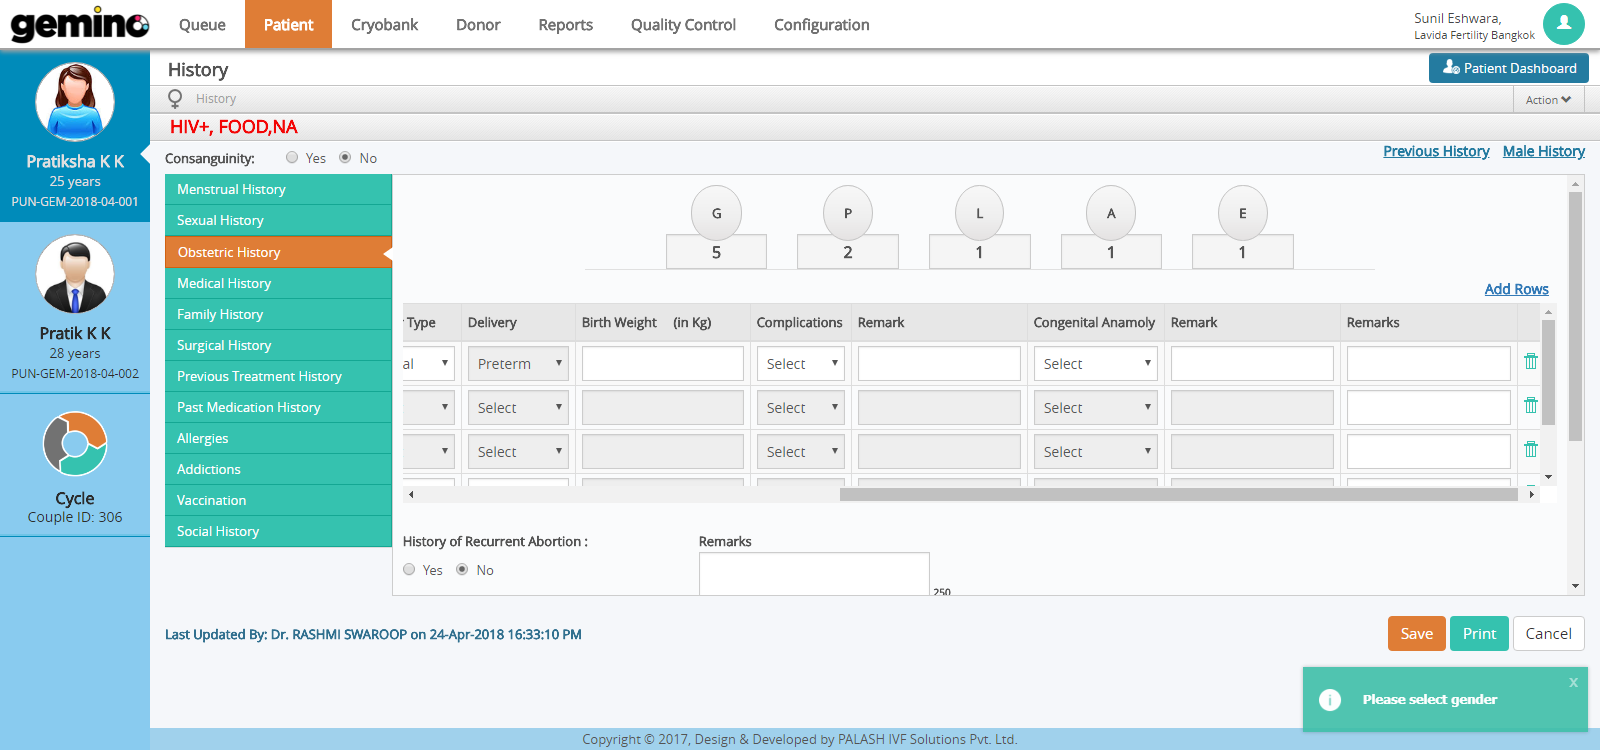 gemino
Queue
Patient
Cryobank
Donor
Reports
Quality Control
Configuration
Sunil Eshwara,
Lavida Fertility Bangkok
Pratiksha K K
25 years
PUN-GEM-2018-04-001
Pratik K K
28 years
PUN-GEM-2018-04-002
Cycle
Couple ID: 306
History
Patient Dashboard
History
Action
HIV+, FOOD,NA
Consanguinity: Yes No
Previous History Male History
Menstrual History
Sexual History
Obstetric History
Medical History
Family History
Surgical History
Previous Treatment History
Past Medication History
Allergies
Addictions
Vaccination
Social History
G P L A E
5 2 1 1 1
Add Rows
Type Delivery Birth Weight (in Kg) Complications Remark Congenital Anamoly Remark Remarks
al Preterm Select Select
Select Select Select
Select Select Select
History of Recurrent Abortion : Remarks
Yes No
250
Last Updated By: Dr. RASHMI SWAROOP on 24-Apr-2018 16:33:10 PM
Save Print Cancel
i Please select gender x
Copyright © 2017, Design & Developed by PALASH IVF Solutions Pvt. Ltd.